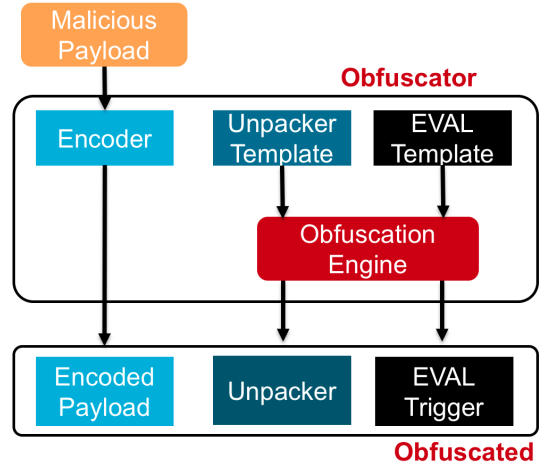 Malicious
Payload
Obfuscator
Encoder
Unpacker
Template
EVAL
Template
Obfuscation
Engine
Encoded
Payload
Unpacker
EVAL
Trigger
Obfuscated